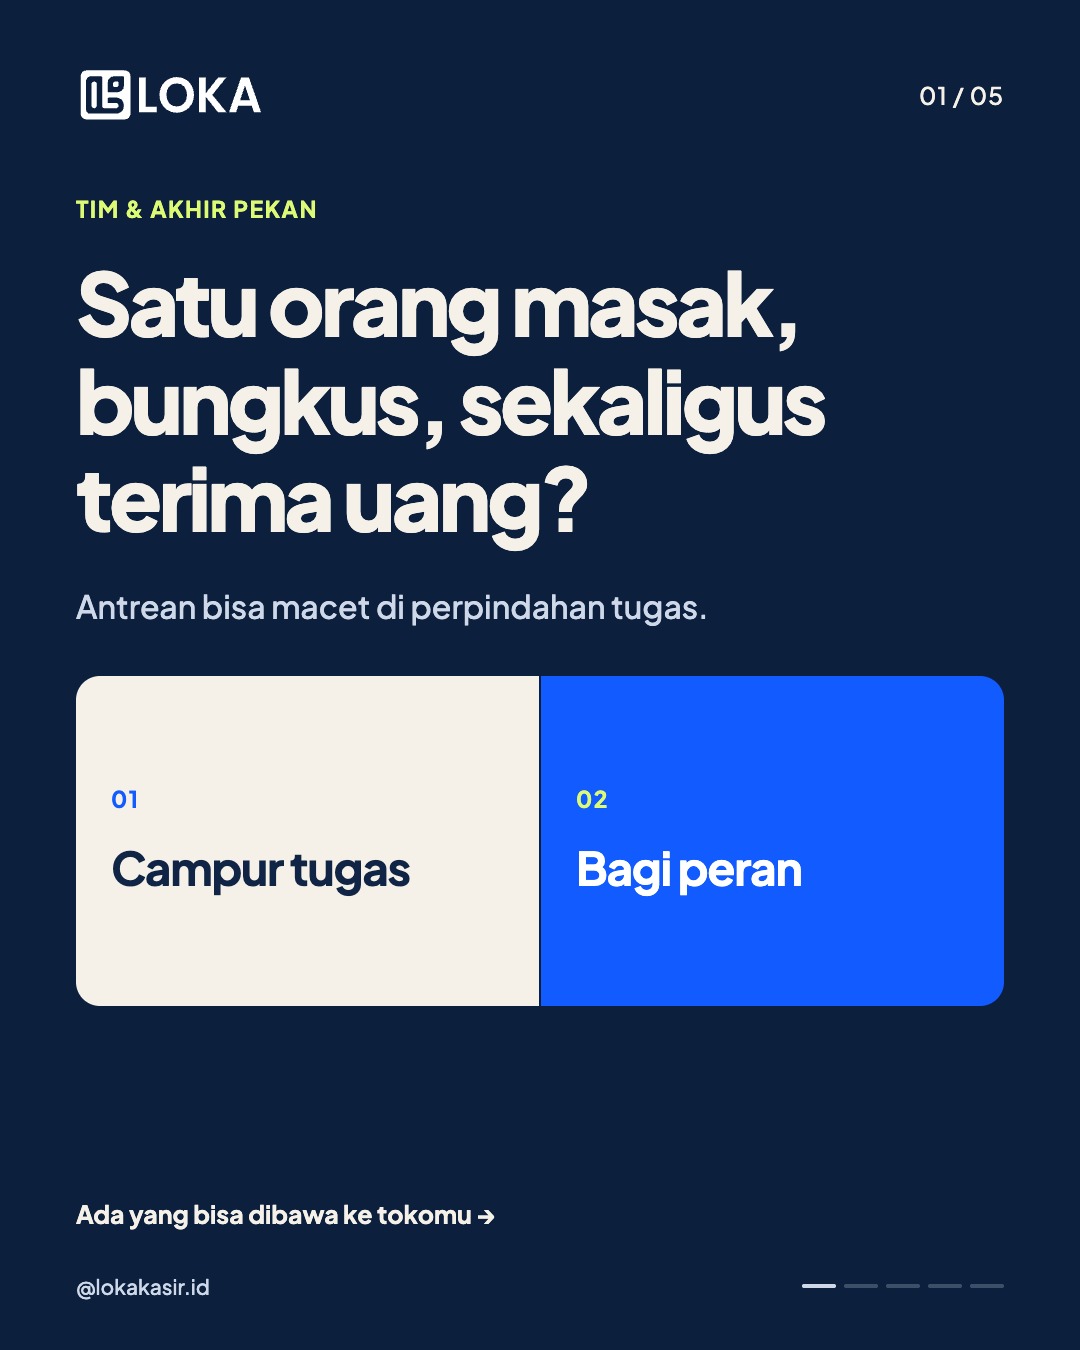 LOKA
01 / 05
TIM & AKHIR PEKAN
Satu orang masak,
bungkus, sekaligus
terima uang?
Antrean bisa macet di perpindahan tugas.
01
Campur tugas
02
Bagi peran
Ada yang bisa dibawa ke tokomu →
@lokakasir.id